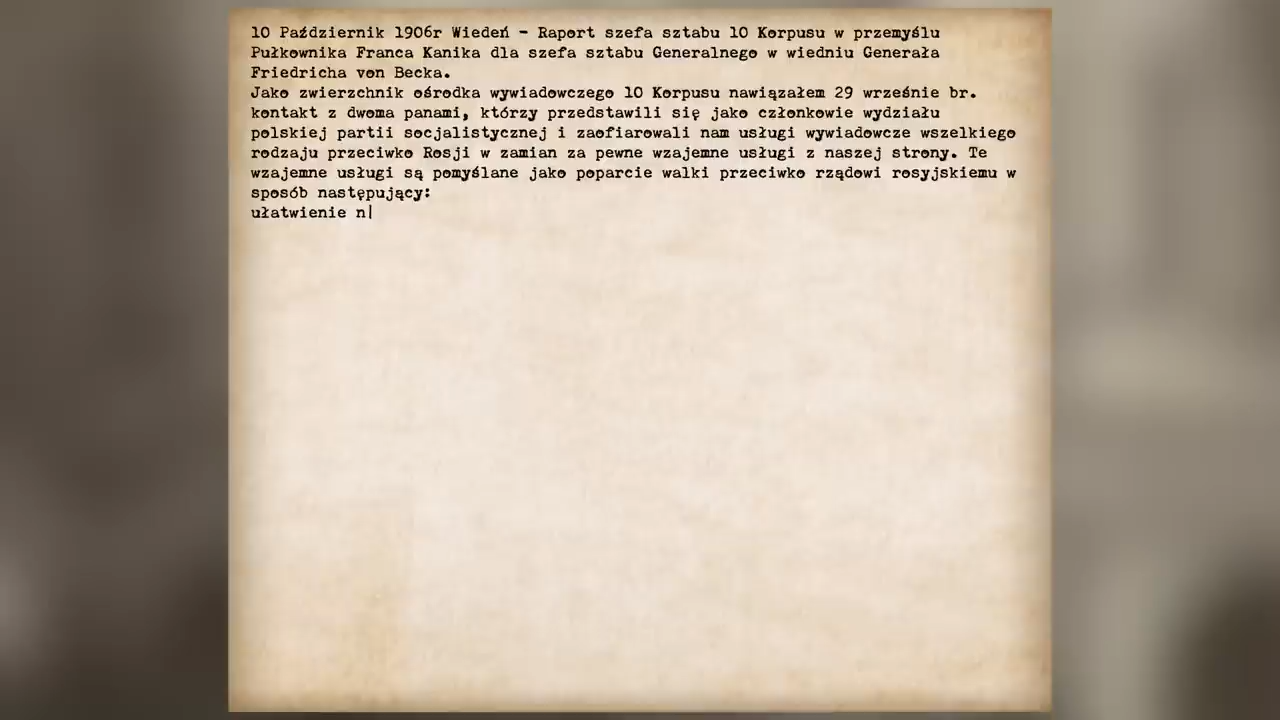 10 Październik 1906r Wiedeń - Raport szefa sztabu 10 Korpusu w przemyślu
Pułkownika Franca Kanika dla szefa sztabu Generalnego w wiedniu Generała
Friedricha von Becka.
Jako zwierzchnik ośrodka wywiadowczego 10 Korpusu nawiązałem 29 wrześnie br.
kontakt z dwoma panami, którzy przedstawili się jako członkowie wydziału
polskiej partii socjalistycznej i zaofiarowali nam usługi wywiadowcze wszelkiego
rodzaju przeciwko Rosji w zamian za pewne wzajemne usługi z naszej strony. Te
wzajemne usługi są pomyślane jako poparcie walki przeciwko rządowi rosyjskiemu w
sposób następujący:
ułatwienie n|